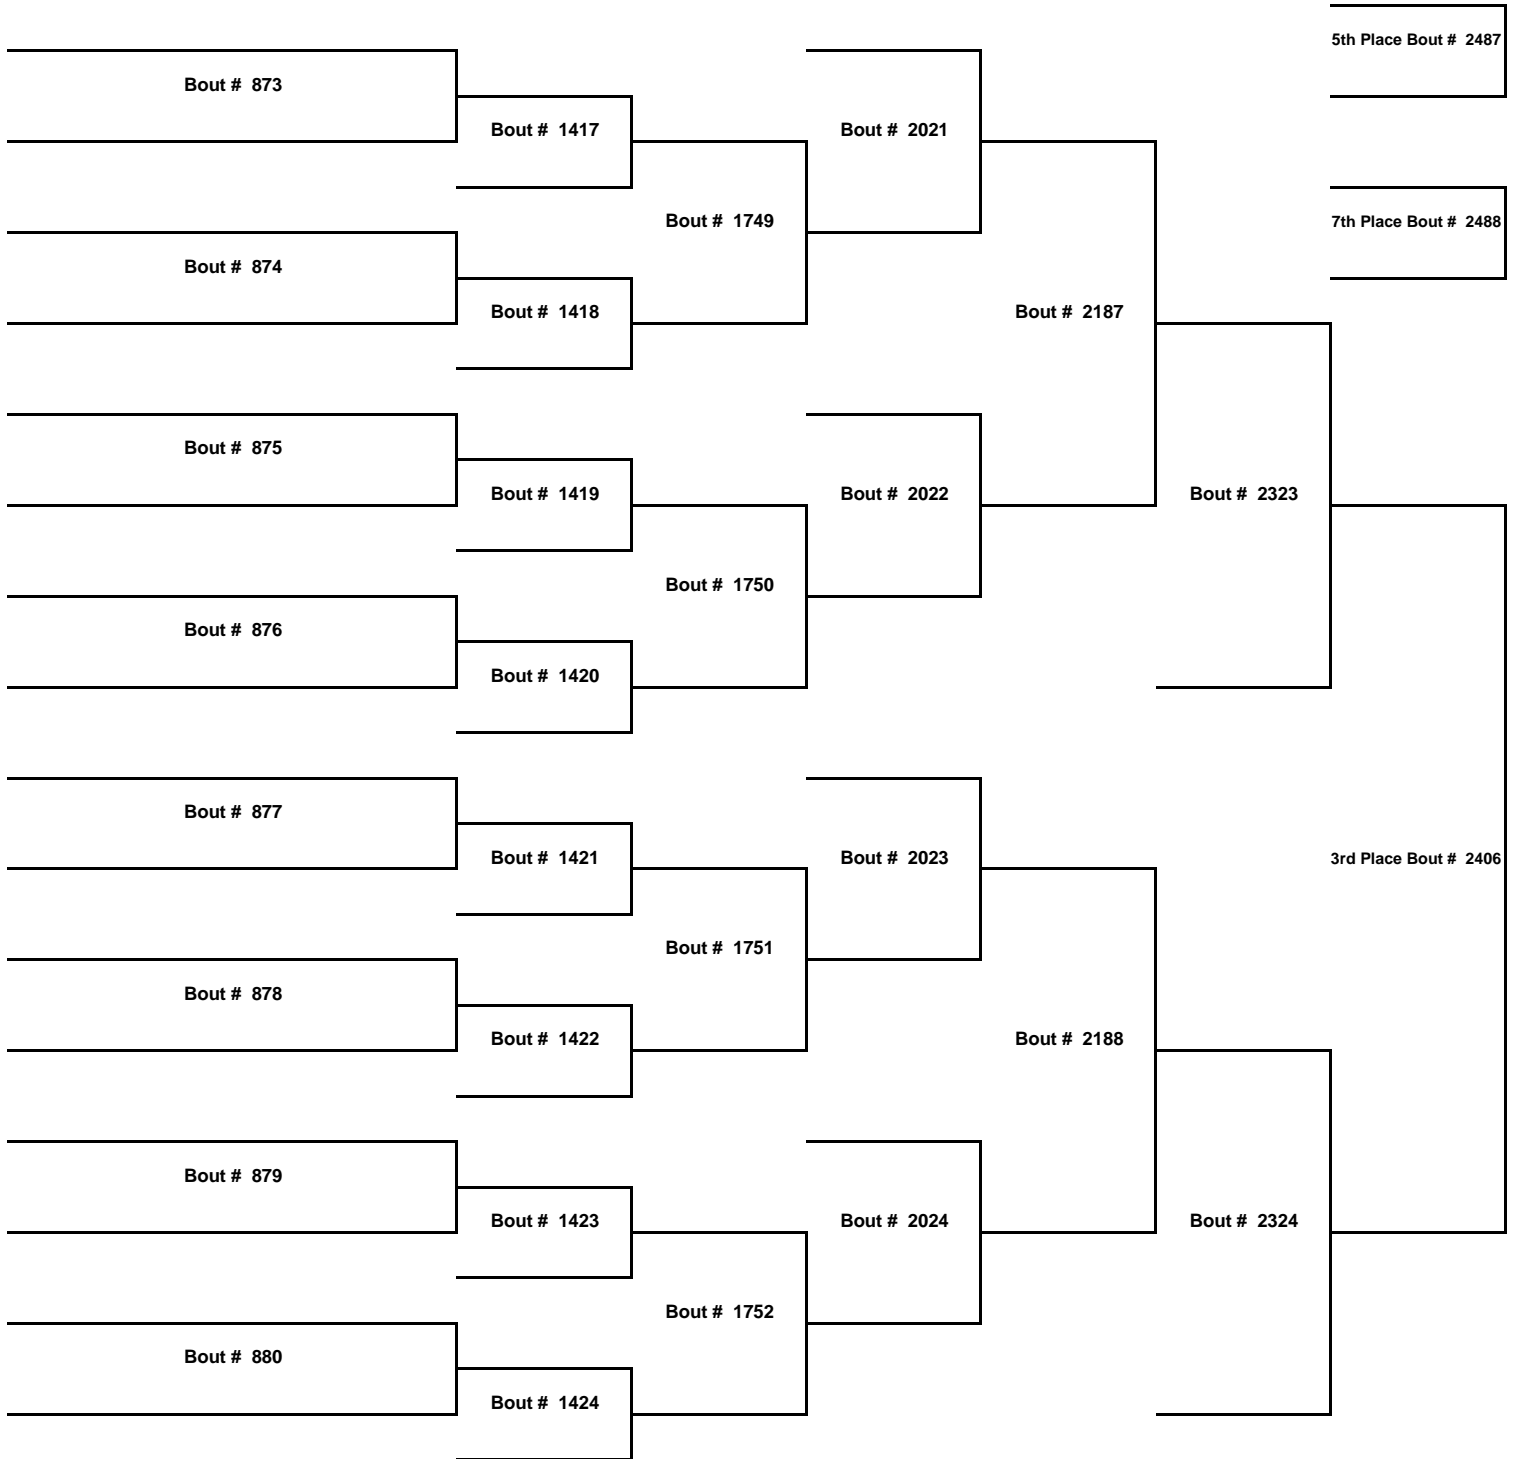 5th Place Bout # 2487
Bout # 873
Bout # 1417
Bout # 2021
Bout # 1749
7th Place Bout # 2488
Bout # 874
Bout # 1418
Bout # 2187
Bout # 875
Bout # 1419
Bout # 2022
Bout # 2323
Bout # 1750
Bout # 876
Bout # 1420
Bout # 877
Bout # 1421
Bout # 2023
3rd Place Bout # 2406
Bout # 1751
Bout # 878
Bout # 1422
Bout # 2188
Bout # 879
Bout # 1423
Bout # 2024
Bout # 2324
Bout # 1752
Bout # 880
Bout # 1424